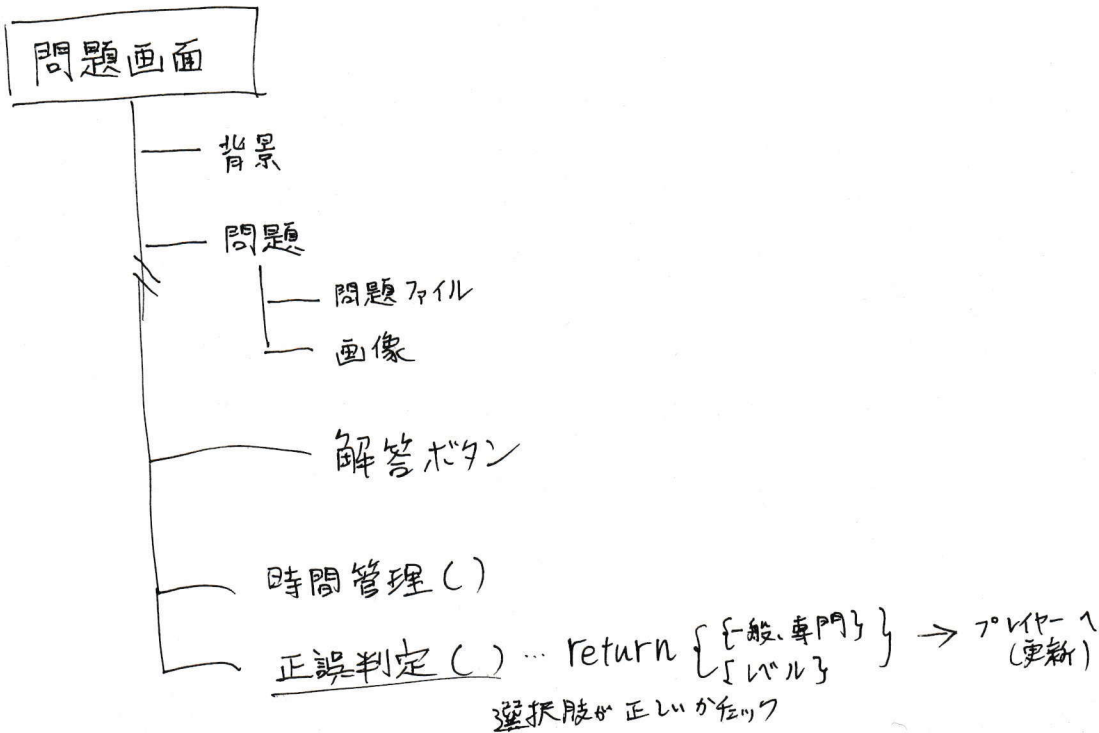 問題画面
背景
問題
問題ファイル
画像
解答ボタン
時間管理()
正誤判定() … return { {一般、専門} } → プレイヤーへ
{レベル}
(更新)
選択肢が正しいかチェック